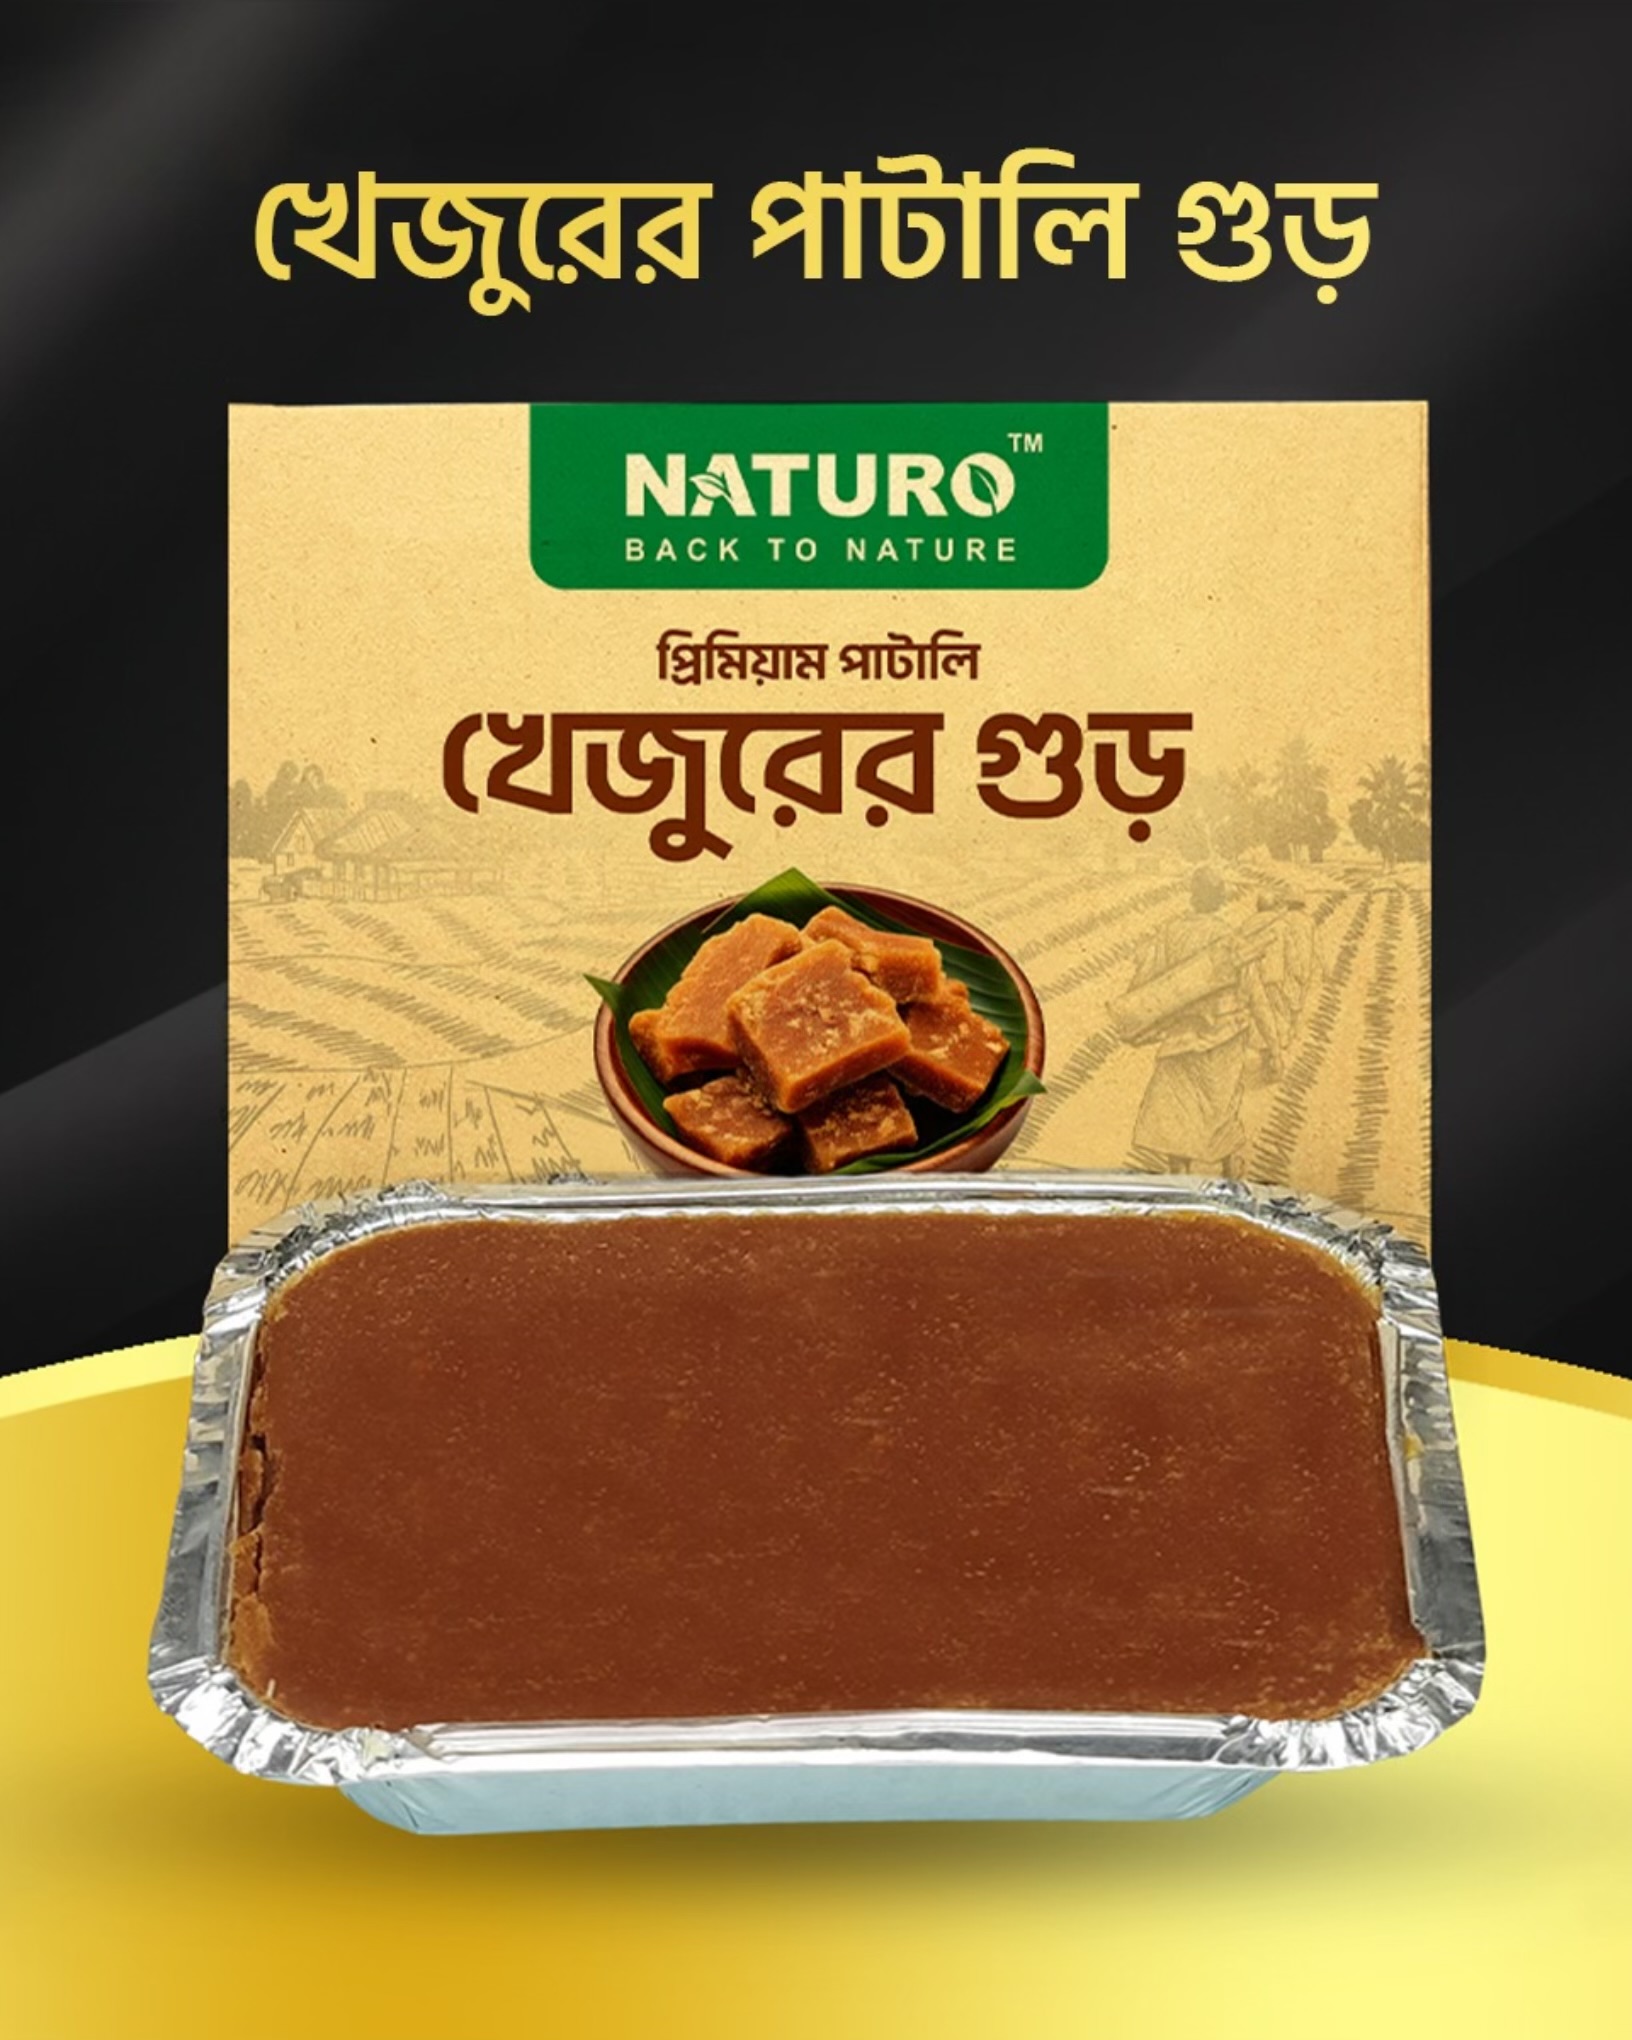 খেজুরের পাটালি গুড়
NATURO™
BACK TO NATURE
প্রিমিয়াম পাটালি
খেজুরের গুড়